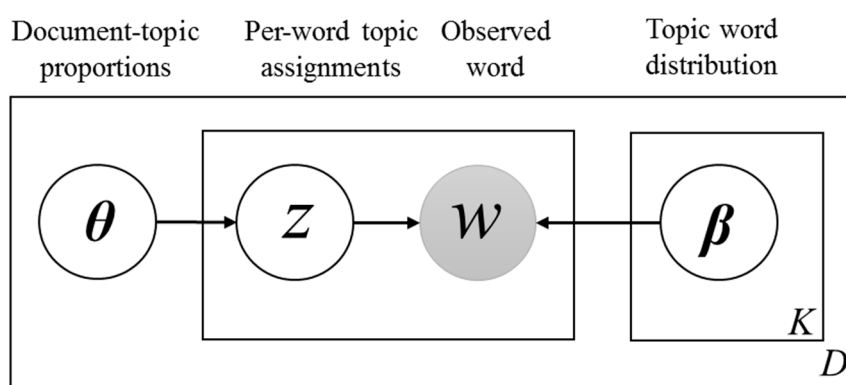 Document-topic
proportions
Per-word topic
assignments
Observed
word
Topic word
distribution
θ
z
w
β
K
D